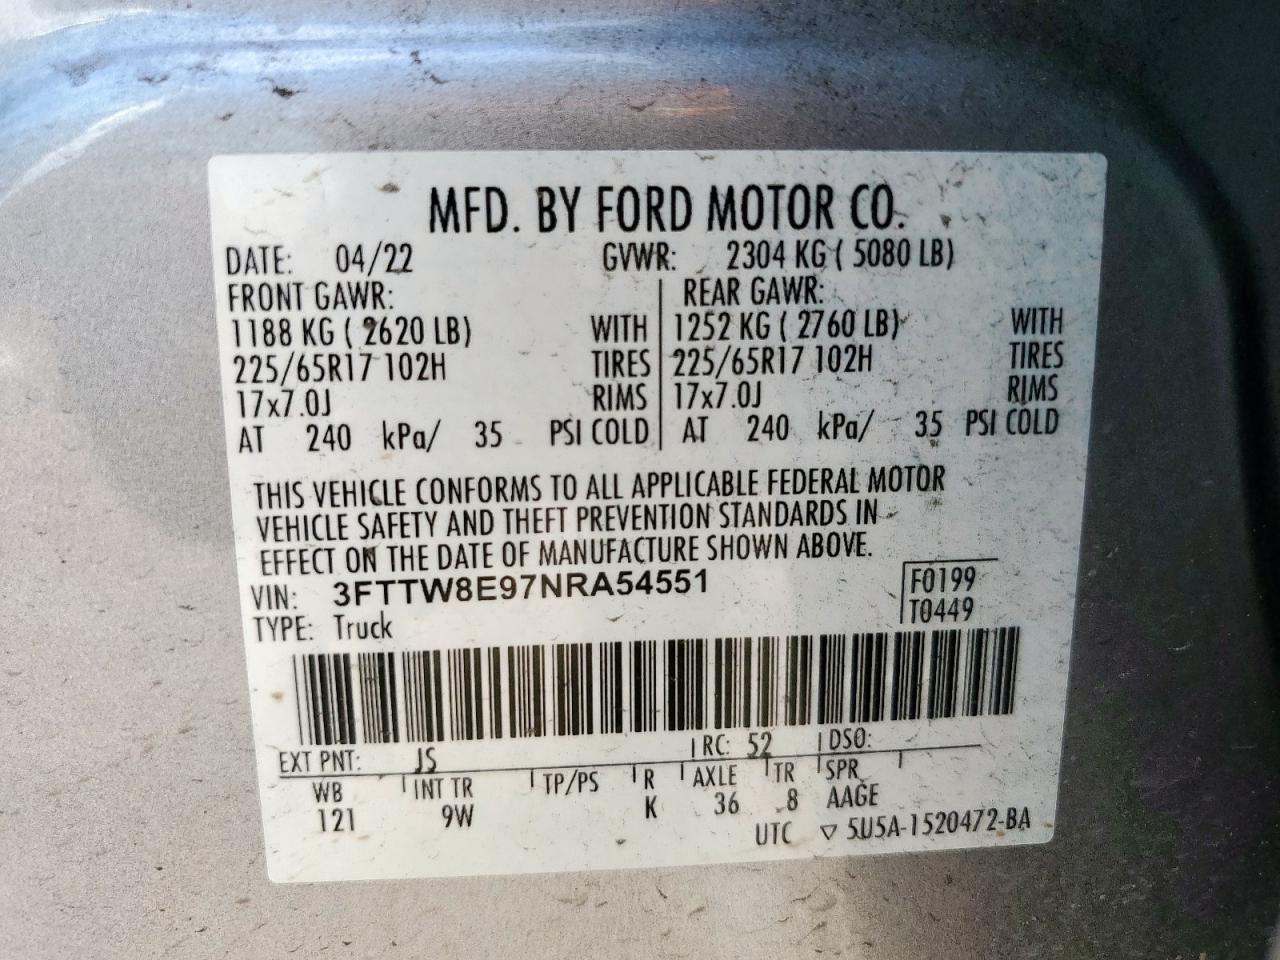 MFD. BY FORD MOTOR CO.
DATE: 04/22 GVWR: 2304 KG ( 5080 LB)
FRONT GAWR: REAR GAWR:
1188 KG ( 2620 LB) WITH 1252 KG ( 2760 LB) WITH
225/65R17 102H TIRES 225/65R17 102H TIRES
17x7.0J RIMS 17x7.0J RIMS
AT 240 kPa/ 35 PSI COLD AT 240 kPa/ 35 PSI COLD
THIS VEHICLE CONFORMS TO ALL APPLICABLE FEDERAL MOTOR
VEHICLE SAFETY AND THEFT PREVENTION STANDARDS IN
EFFECT ON THE DATE OF MANUFACTURE SHOWN ABOVE.
VIN: 3FTTW8E97NRA54551 F0199
TYPE: Truck T0449
EXT PNT: JS RC: 52 DSO:
WB INT TR TP/PS R AXLE TR SPR
121 9W K 36 8 AAGE
UTC ▽ 5U5A-1520472-BA